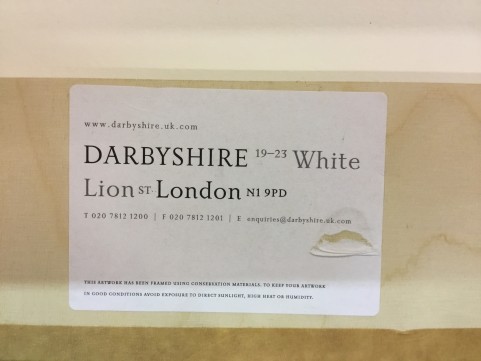 www.darbyshire.uk.com
DARBYSHIRE 19–23 White
Lion ST. London N1 9PD
T 020 7812 1200 | F 020 7812 1201 | E enquiries@darbyshire.uk.com
THIS ARTWORK HAS BEEN FRAMED USING CONSERVATION MATERIALS. TO KEEP YOUR ARTWORK
IN GOOD CONDITIONS AVOID EXPOSURE TO DIRECT SUNLIGHT, HIGH HEAT OR HUMIDITY.